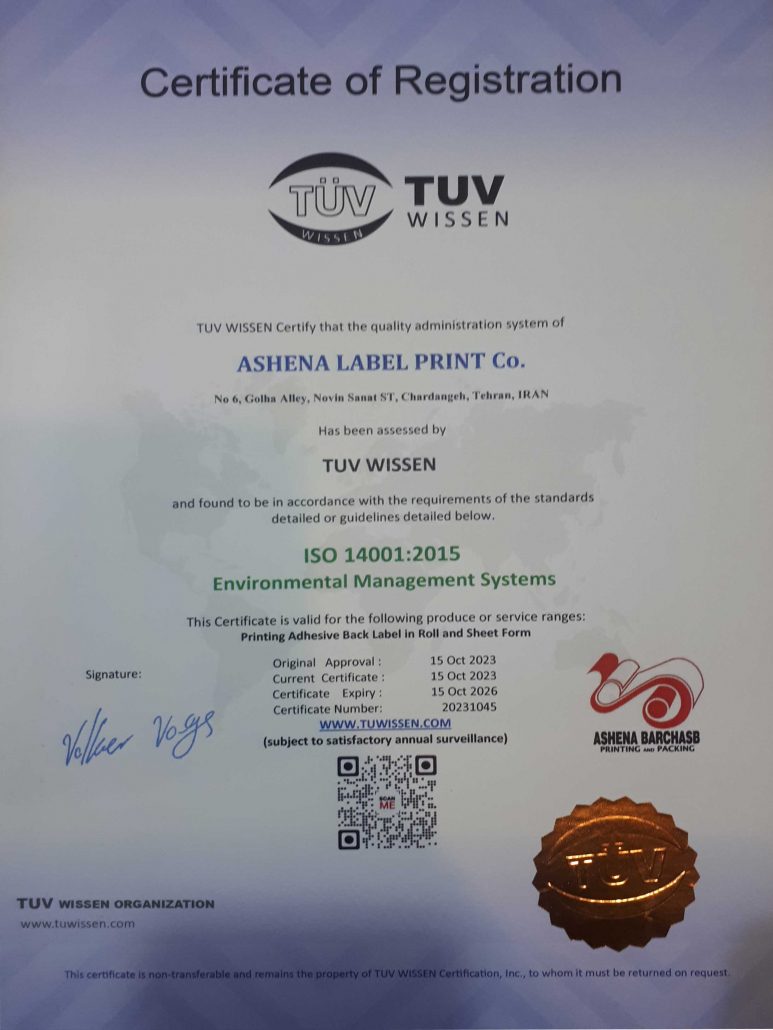 Certificate of Registration
TÜV
WISSEN
TUV
WISSEN
TUV WISSEN Certify that the quality administration system of
ASHENA LABEL PRINT Co.
No 6, Golha Alley, Novin Sanat ST, Chardangeh, Tehran, IRAN
Has been assessed by
TUV WISSEN
and found to be in accordance with the requirements of the standards
detailed or guidelines detailed below.
ISO 14001:2015
Environmental Management Systems
This Certificate is valid for the following produce or service ranges:
Printing Adhesive Back Label in Roll and Sheet Form
Signature:
Volker Voegs
Original Approval : 15 Oct 2023
Current Certificate : 15 Oct 2023
Certificate Expiry : 15 Oct 2026
Certificate Number: 20231045
WWW.TUWISSEN.COM
(subject to satisfactory annual surveillance)
SCAN
ME
ASHENA BARCHASB
PRINTING AND PACKING
TÜV
TUV WISSEN ORGANIZATION
www.tuwissen.com
This certificate is non-transferable and remains the property of TUV WISSEN Certification, Inc., to whom it must be returned on request.